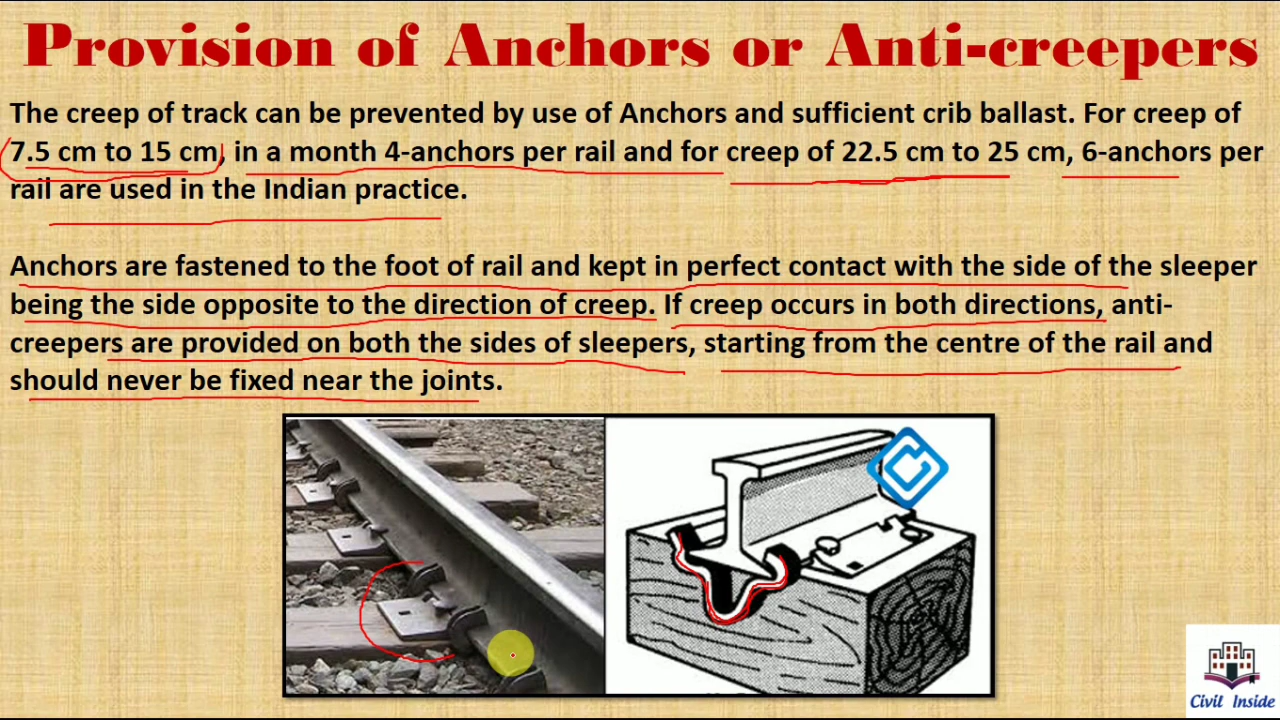 Provision of Anchors or Anti-creepers
The creep of track can be prevented by use of Anchors and sufficient crib ballast. For creep of
7.5 cm to 15 cm, in a month 4-anchors per rail and for creep of 22.5 cm to 25 cm, 6-anchors per
rail are used in the Indian practice.
Anchors are fastened to the foot of rail and kept in perfect contact with the side of the sleeper
being the side opposite to the direction of creep. If creep occurs in both directions, anti-
creepers are provided on both the sides of sleepers, starting from the centre of the rail and
should never be fixed near the joints.
Civil Inside